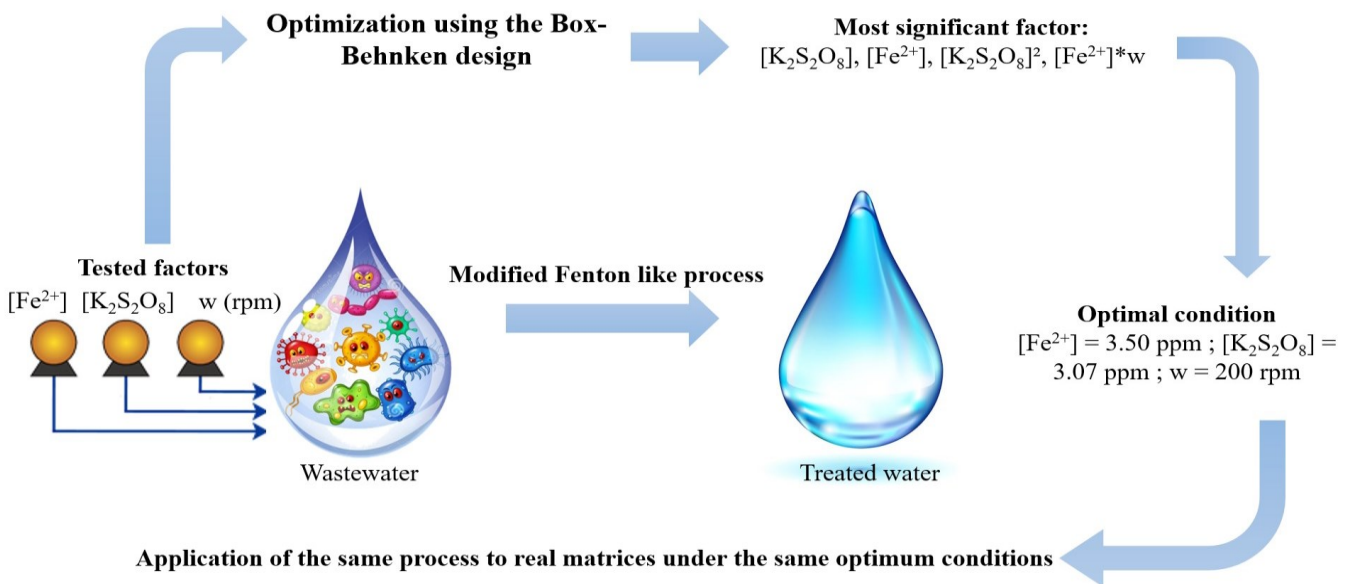 Optimization using the Box-
Behnken design
Most significant factor:
[K₂S₂O₈], [Fe²⁺], [K₂S₂O₈]², [Fe²⁺]*w
Tested factors
[Fe²⁺] [K₂S₂O₈] w (rpm)
Modified Fenton like process
Wastewater
Treated water
Optimal condition
[Fe²⁺] = 3.50 ppm ; [K₂S₂O₈] =
3.07 ppm ; w = 200 rpm
Application of the same process to real matrices under the same optimum conditions